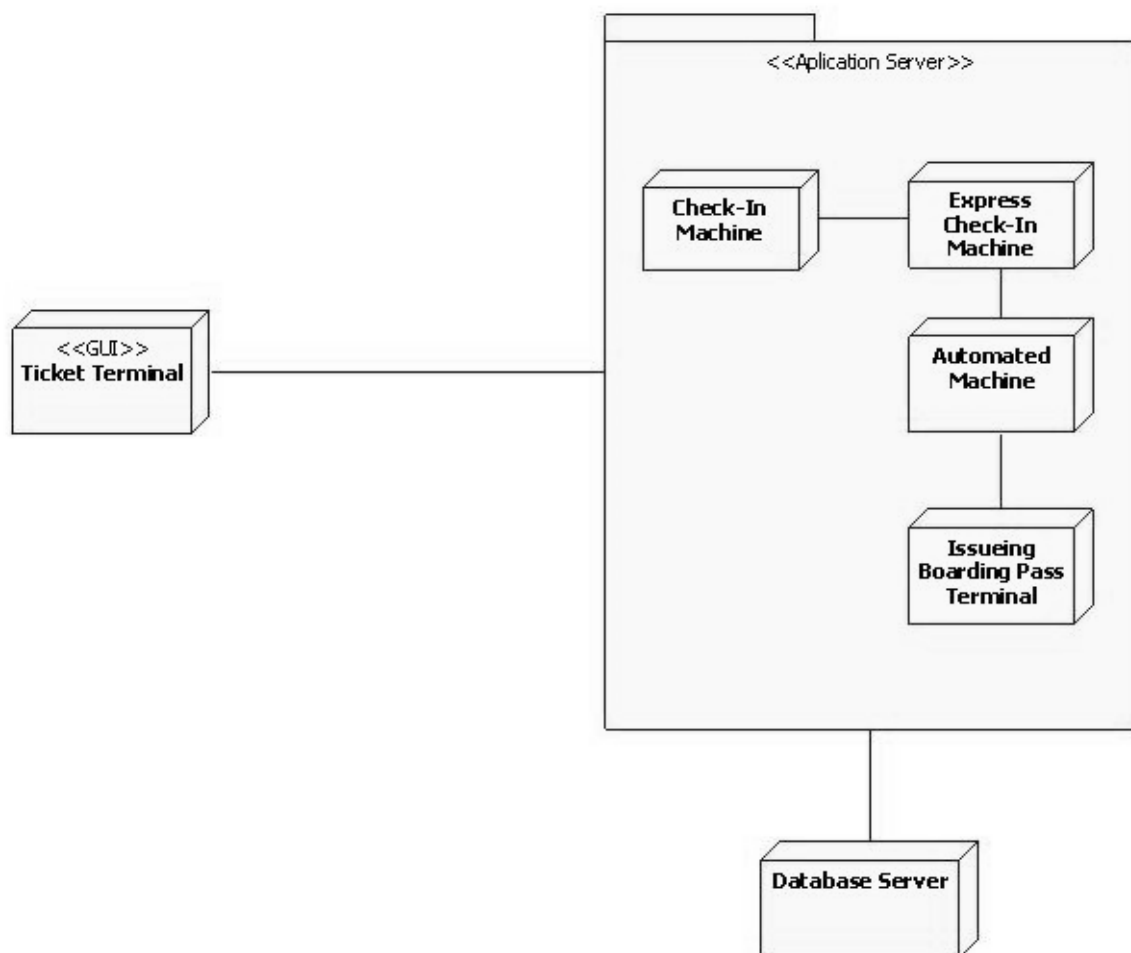 <<Aplication Server>>
Check-In
Machine
Express
Check-In
Machine
<<GUI>>
Ticket Terminal
Automated
Machine
Issueing
Boarding Pass
Terminal
Database Server